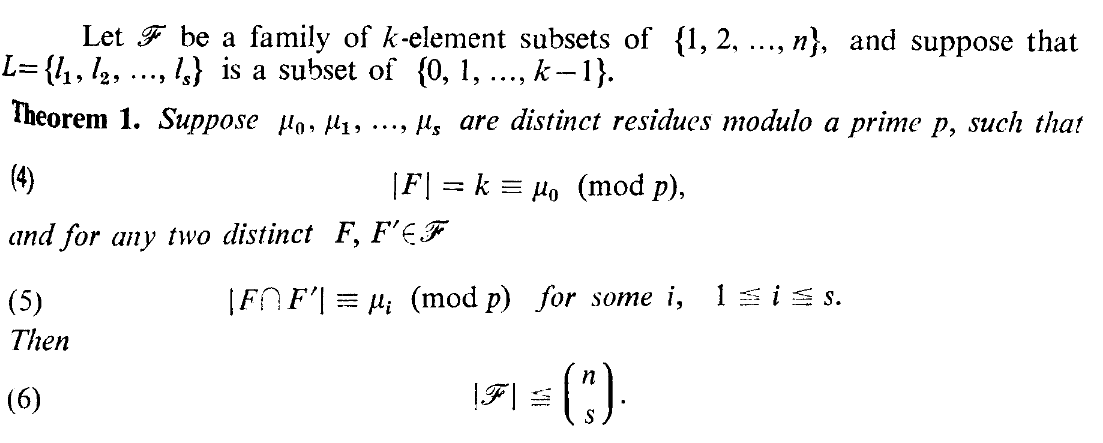 Let ℱ be a family of k-element subsets of {1, 2, ..., n}, and suppose that
L={l₁, l₂, ..., lₛ} is a subset of {0, 1, ..., k−1}.
Theorem 1. Suppose μ₀, μ₁, ..., μₛ are distinct residues modulo a prime p, such that
(4) |F| = k ≡ μ₀ (mod p),
and for any two distinct F, F′∈ℱ
(5) |F∩F′| ≡ μᵢ (mod p) for some i, 1 ≦ i ≦ s.
Then
(6) |ℱ| ≦ (n s).